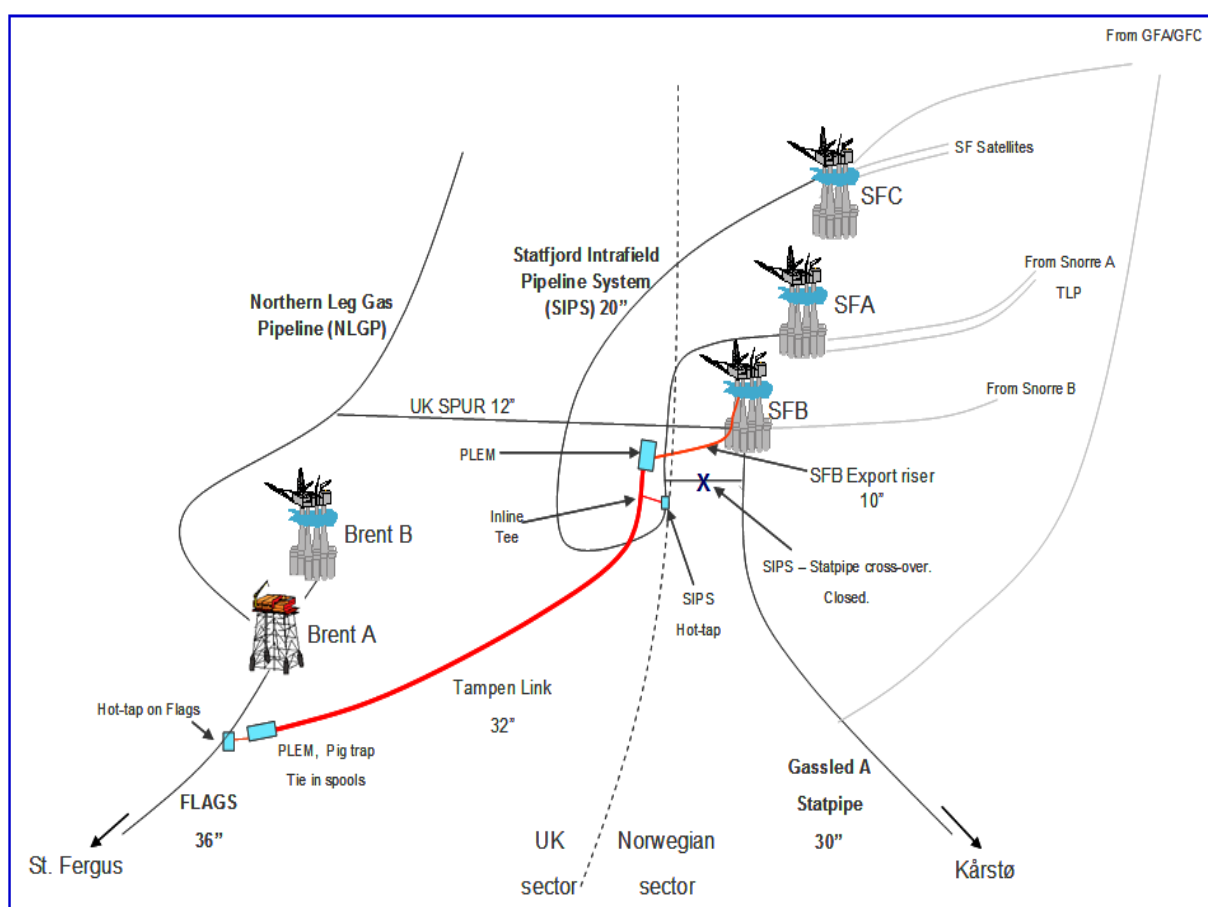 From GFA/GFC
SF Satellites
SFC
Statfjord Intrafield
Pipeline System
(SIPS) 20”
From Snorre A
TLP
SFA
Northern Leg Gas
Pipeline (NLGP)
From Snorre B
UK SPUR 12”
SFB
PLEM
SFB Export riser
10”
X
Inline
Tee
Brent B
SIPS – Statpipe cross-over.
Closed.
SIPS
Hot-tap
Brent A
Tampen Link
32”
Hot-tap on Flags
PLEM, Pig trap
Tie in spools
Gassled A
Statpipe
30”
FLAGS
36”
UK
sector
Norwegian
sector
St. Fergus
Kårstø